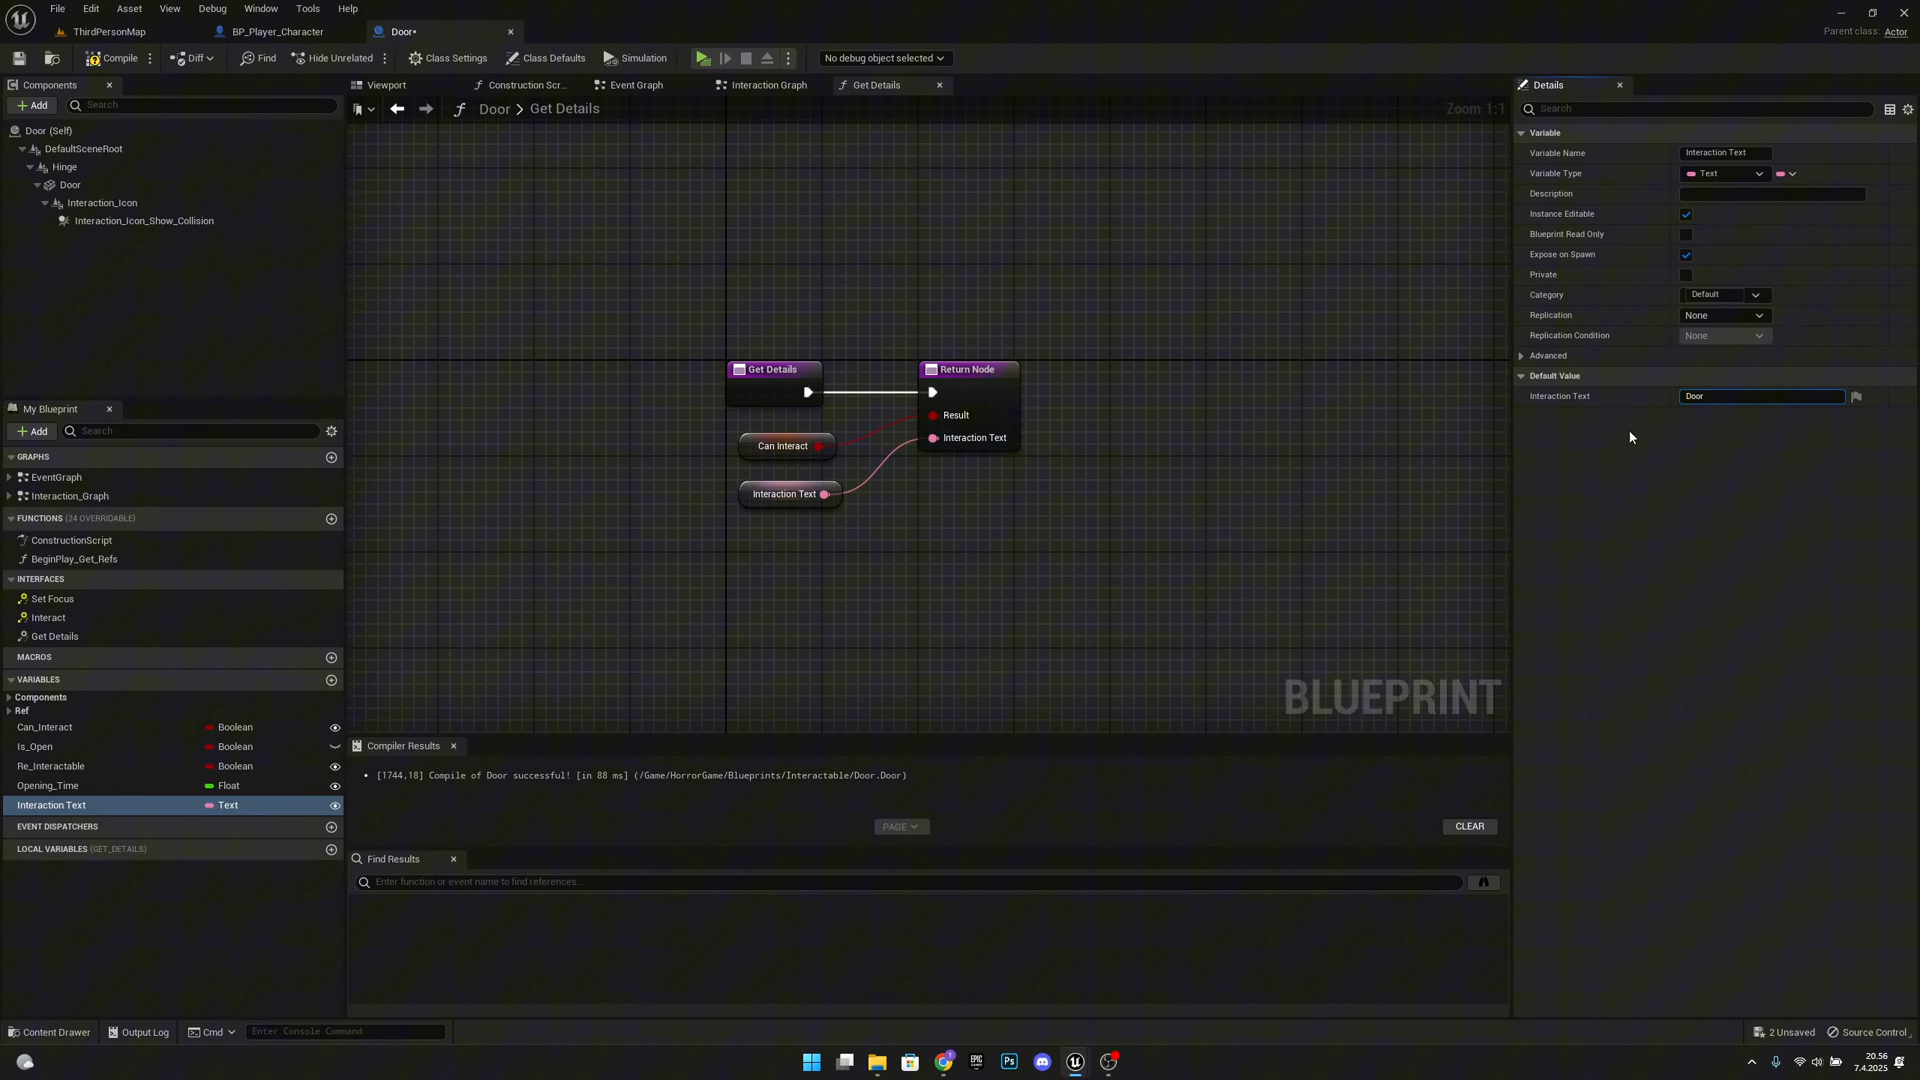 File Edit Asset View Debug Window Tools Help
ThirdPersonMap BP_Player_Character Door*
Parent class: Actor
Compile Diff Find Hide Unrelated Class Settings Class Defaults Simulation No debug object selected
Components
Add Search
Door (Self)
DefaultSceneRoot
Hinge
Door
Interaction_Icon
Interaction_Icon_Show_Collision
My Blueprint
Add Search
GRAPHS
EventGraph
Interaction_Graph
FUNCTIONS (24 OVERRIDABLE)
ConstructionScript
BeginPlay_Get_Refs
INTERFACES
Set Focus
Interact
Get Details
MACROS
VARIABLES
Components
Ref
Can_Interact Boolean
Is_Open Boolean
Re_Interactable Boolean
Opening_Time Float
Interaction Text Text
EVENT DISPATCHERS
LOCAL VARIABLES (GET_DETAILS)
Viewport Construction Scr... Event Graph Interaction Graph Get Details
Door > Get Details Zoom 1:1
Get Details Return Node
Result
Can Interact Interaction Text
Interaction Text
BLUEPRINT
Compiler Results
[1744,18] Compile of Door successful! [in 88 ms] (/Game/HorrorGame/Blueprints/Interactable/Door.Door)
PAGE CLEAR
Find Results
Enter function or event name to find references...
Details
Search
Variable
Variable Name Interaction Text
Variable Type Text
Description
Instance Editable
Blueprint Read Only
Expose on Spawn
Private
Category Default
Replication None
Replication Condition None
Advanced
Default Value
Interaction Text Door
Content Drawer Output Log Cmd Enter Console Command 2 Unsaved Source Control
Ps
20.56
7.4.2025